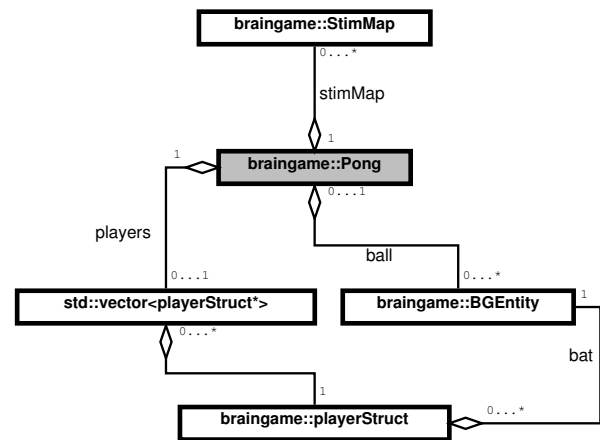 braingame::StimMap
0...*
stimMap
1
1
braingame::Pong
0...1
players
ball
0...1
0...*
std::vector<playerStruct*>
braingame::BGEntity
1
0...*
bat
1
0...*
braingame::playerStruct